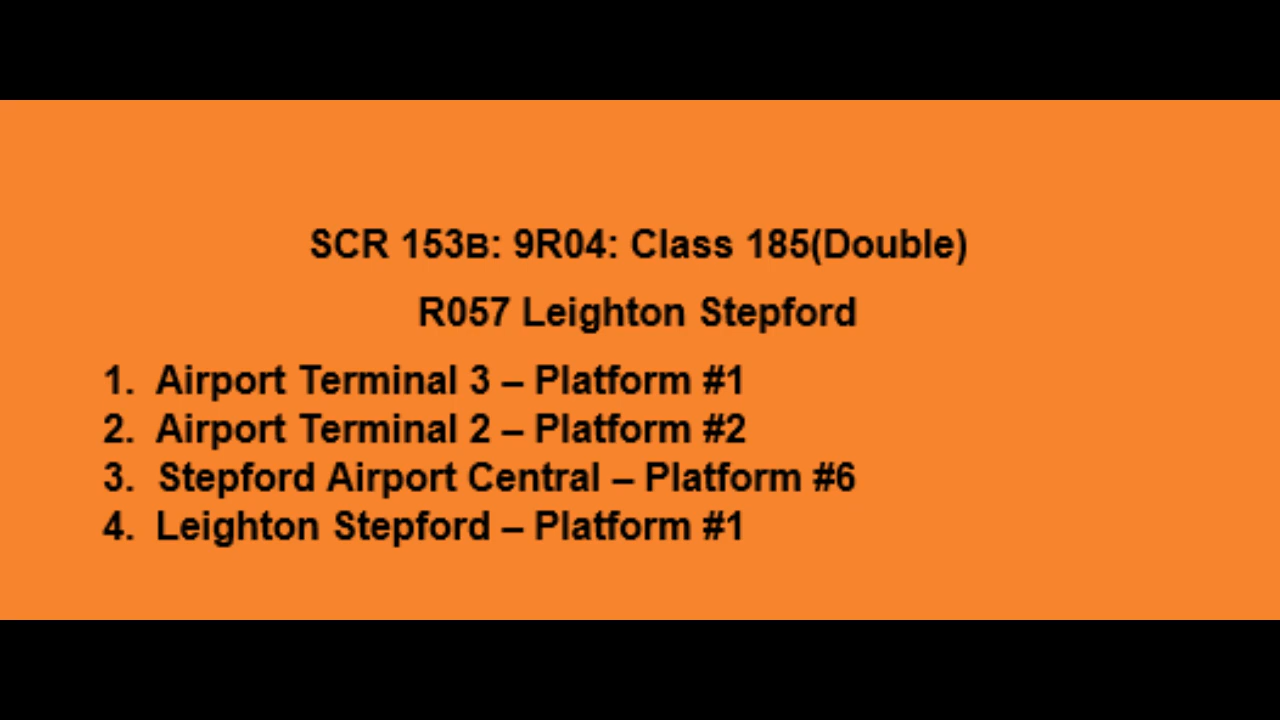 SCR 153B: 9R04: Class 185(Double)
R057 Leighton Stepford
1. Airport Terminal 3 – Platform #1
2. Airport Terminal 2 – Platform #2
3. Stepford Airport Central – Platform #6
4. Leighton Stepford – Platform #1